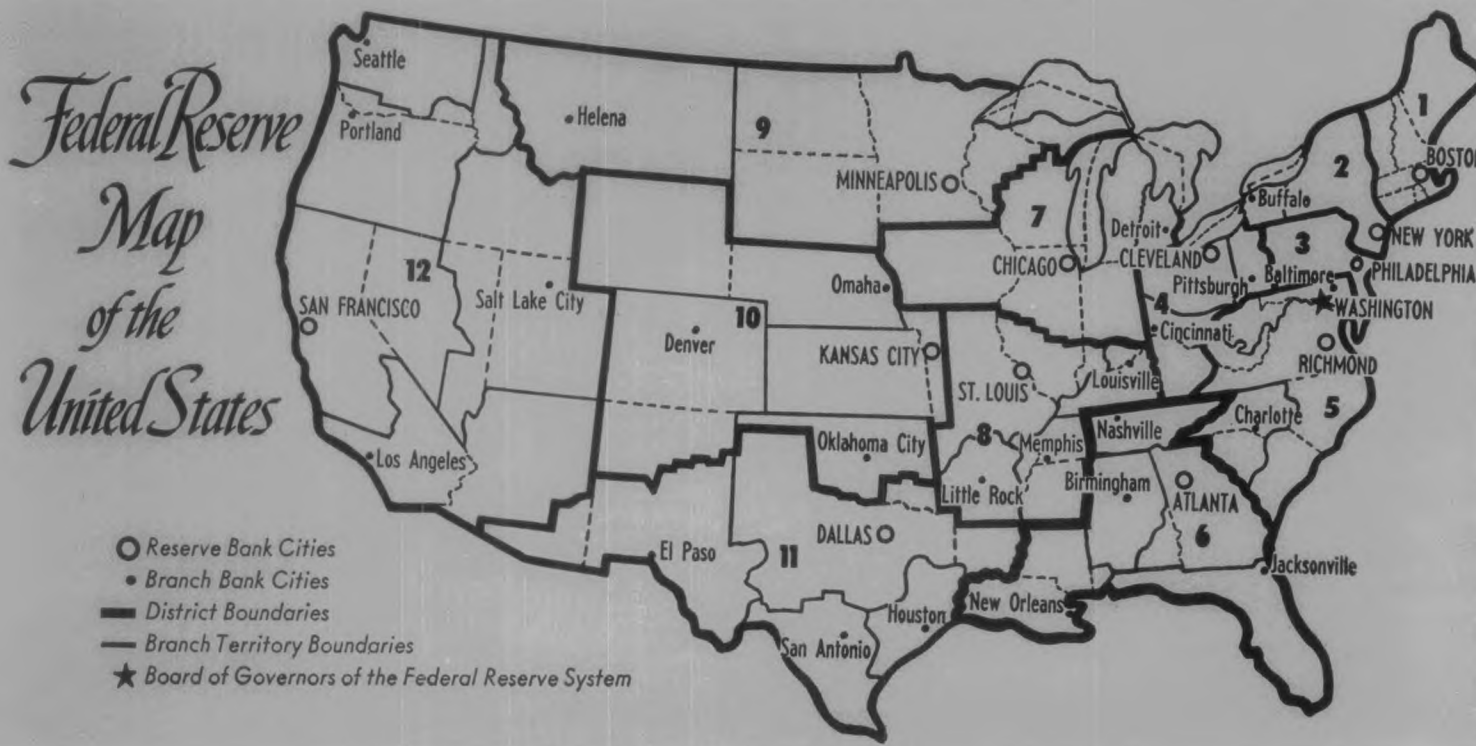 Federal Reserve
Map
of the
United States
Seattle
Portland
Helena
9
MINNEAPOLIS
1
BOSTON
2
Buffalo
NEW YORK
7
Detroit
CHICAGO
CLEVELAND
3
PHILADELPHIA
Pittsburgh
Baltimore
WASHINGTON
4
Cincinnati
RICHMOND
12
SAN FRANCISCO
Salt Lake City
Omaha
10
Denver
KANSAS CITY
ST. LOUIS
Louisville
5
Charlotte
Nashville
8
Memphis
Oklahoma City
Los Angeles
Little Rock
Birmingham
ATLANTA
6
DALLAS
El Paso
11
Jacksonville
New Orleans
Houston
San Antonio
Reserve Bank Cities
Branch Bank Cities
District Boundaries
Branch Territory Boundaries
Board of Governors of the Federal Reserve System